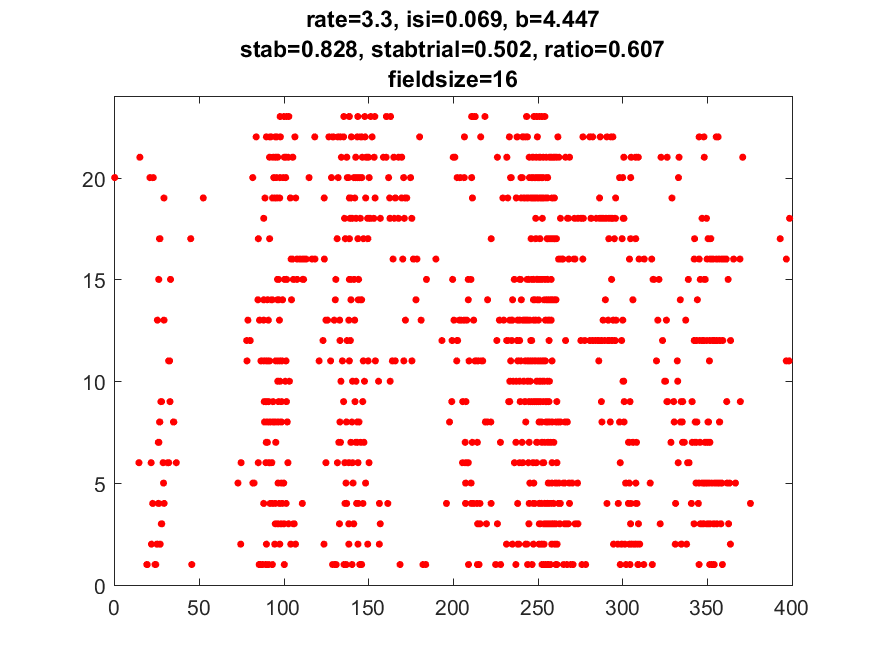 rate=3.3, isi=0.069, b=4.447
stab=0.828, stabtrial=0.502, ratio=0.607
fieldsize=16
20
15
10
5
0
0 50 100 150 200 250 300 350 400